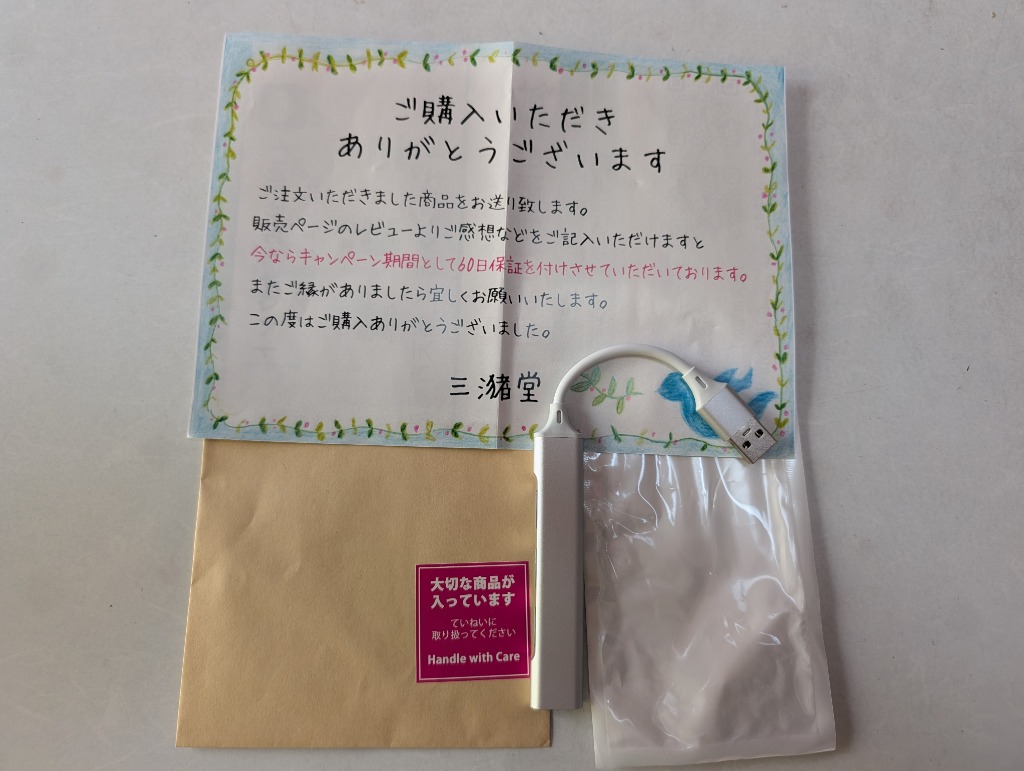 ご購入いただき
ありがとうございます
ご注文いただきました商品をお送り致します。
販売ページのレビューよりご感想などをご記入いただけますと
今ならキャンペーン期間として60日保証を付けさせていただいております。
またご縁がありましたら宜しくお願いいたします。
この度はご購入ありがとうございました。
三瀦堂
大切な商品が
入っています
ていねいに
取り扱ってください
Handle with Care